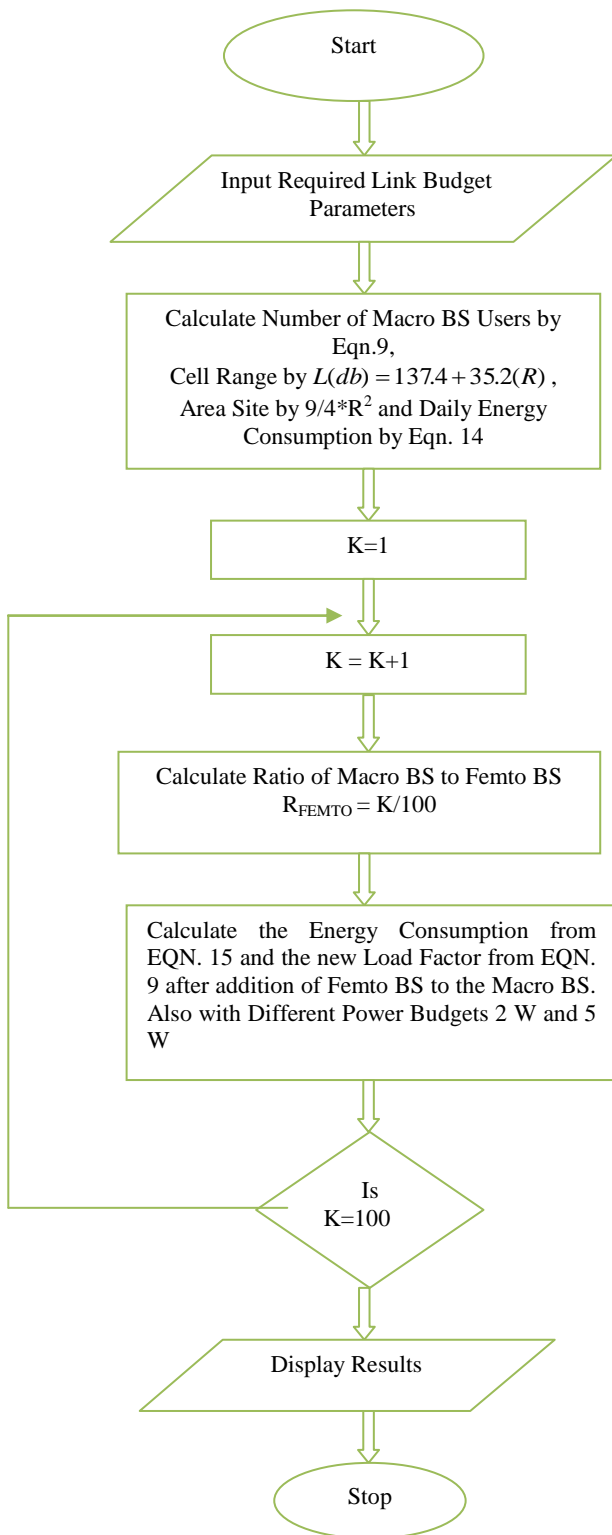 Start
Input Required Link Budget
Parameters
Calculate Number of Macro BS Users by
Eqn.9,
Cell Range by L(db) = 137.4 + 35.2(R) ,
Area Site by 9/4*R² and Daily Energy
Consumption by Eqn. 14
K=1
K = K+1
Calculate Ratio of Macro BS to Femto BS
R_FEMTO = K/100
Calculate the Energy Consumption from
EQN. 15 and the new Load Factor from EQN.
9 after addition of Femto BS to the Macro BS.
Also with Different Power Budgets 2 W and 5
W
Is
K=100
Display Results
Stop